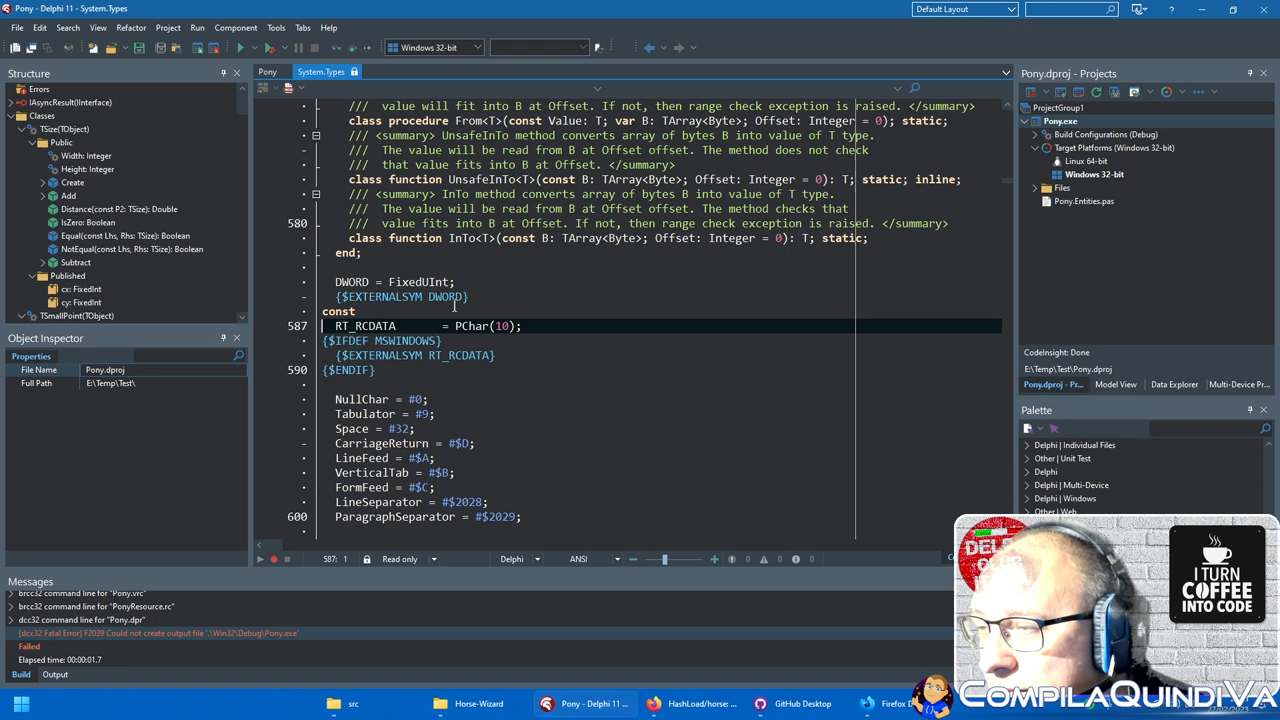 Pony - Delphi 11 - System.Types
Default Layout
File Edit Search View Refactor Project Run Component Tools Tabs Help
Windows 32-bit
Structure
Errors
IAsyncResult(IInterface)
Classes
TSize(TObject)
Public
Width: Integer
Height: Integer
Create
Add
Distance(const P2: TSize): Double
IsZero: Boolean
Equal(const Lhs, Rhs: TSize): Boolean
NotEqual(const Lhs, Rhs: TSize): Boolean
Subtract
Published
cx: FixedInt
cy: FixedInt
TSmallPoint(TObject)
Object Inspector
Properties
File Name Pony.dproj
Full Path E:\Temp\Test\
Pony System.Types
/// value will fit into B at Offset. If not, then range check exception is raised. </summary>
class procedure From<T>(const Value: T; var B: TArray<Byte>; Offset: Integer = 0); static;
/// <summary> UnsafeInTo method converts array of bytes B into value of T type.
/// The value will be read from B at Offset offset. The method does not check
/// that value fits into B at Offset. </summary>
class function UnsafeInTo<T>(const B: TArray<Byte>; Offset: Integer = 0): T; static; inline;
/// <summary> InTo method converts array of bytes B into value of T type.
/// The value will be read from B at Offset offset. The method checks that
580 /// value fits into B at Offset. If not, then range check exception is raised. </summary>
class function InTo<T>(const B: TArray<Byte>; Offset: Integer = 0): T; static;
end;
DWORD = FixedUInt;
{$EXTERNALSYM DWORD}
const
587 RT_RCDATA = PChar(10);
{$IFDEF MSWINDOWS}
{$EXTERNALSYM RT_RCDATA}
590 {$ENDIF}
NullChar = #0;
Tabulator = #9;
Space = #32;
CarriageReturn = #$D;
LineFeed = #$A;
VerticalTab = #$B;
FormFeed = #$C;
LineSeparator = #$2028;
600 ParagraphSeparator = #$2029;
587: 1 Read only Delphi ANSI 0 0 0
Pony.dproj - Projects
ProjectGroup1
Pony.exe
Build Configurations (Debug)
Target Platforms (Windows 32-bit)
Linux 64-bit
Windows 32-bit
Files
Pony.Entities.pas
CodeInsight: Done
E:\Temp\Test\Pony.dproj
Pony.dproj - Pr... Model View Data Explorer Multi-Device Pr...
Palette
Delphi | Individual Files
Other | Unit Test
Delphi
Delphi | Multi-Device
Delphi | Windows
Other | Web
Messages
brcc32 command line for "Pony.vrc"
brcc32 command line for "PonyResource.rc"
dcc32 command line for "Pony.dpr"
[dcc32 Fatal Error] F2039 Could not create output file '.\Win32\Debug\Pony.exe'
Failed
Elapsed time: 00:00:01.7
Build Output
I TURN
COFFEE
INTO CODE
CompilaQuindiVa
src
Horse-Wizard
Pony - Delphi 11 ...
HashLoad/horse: ...
GitHub Desktop
Firefox D